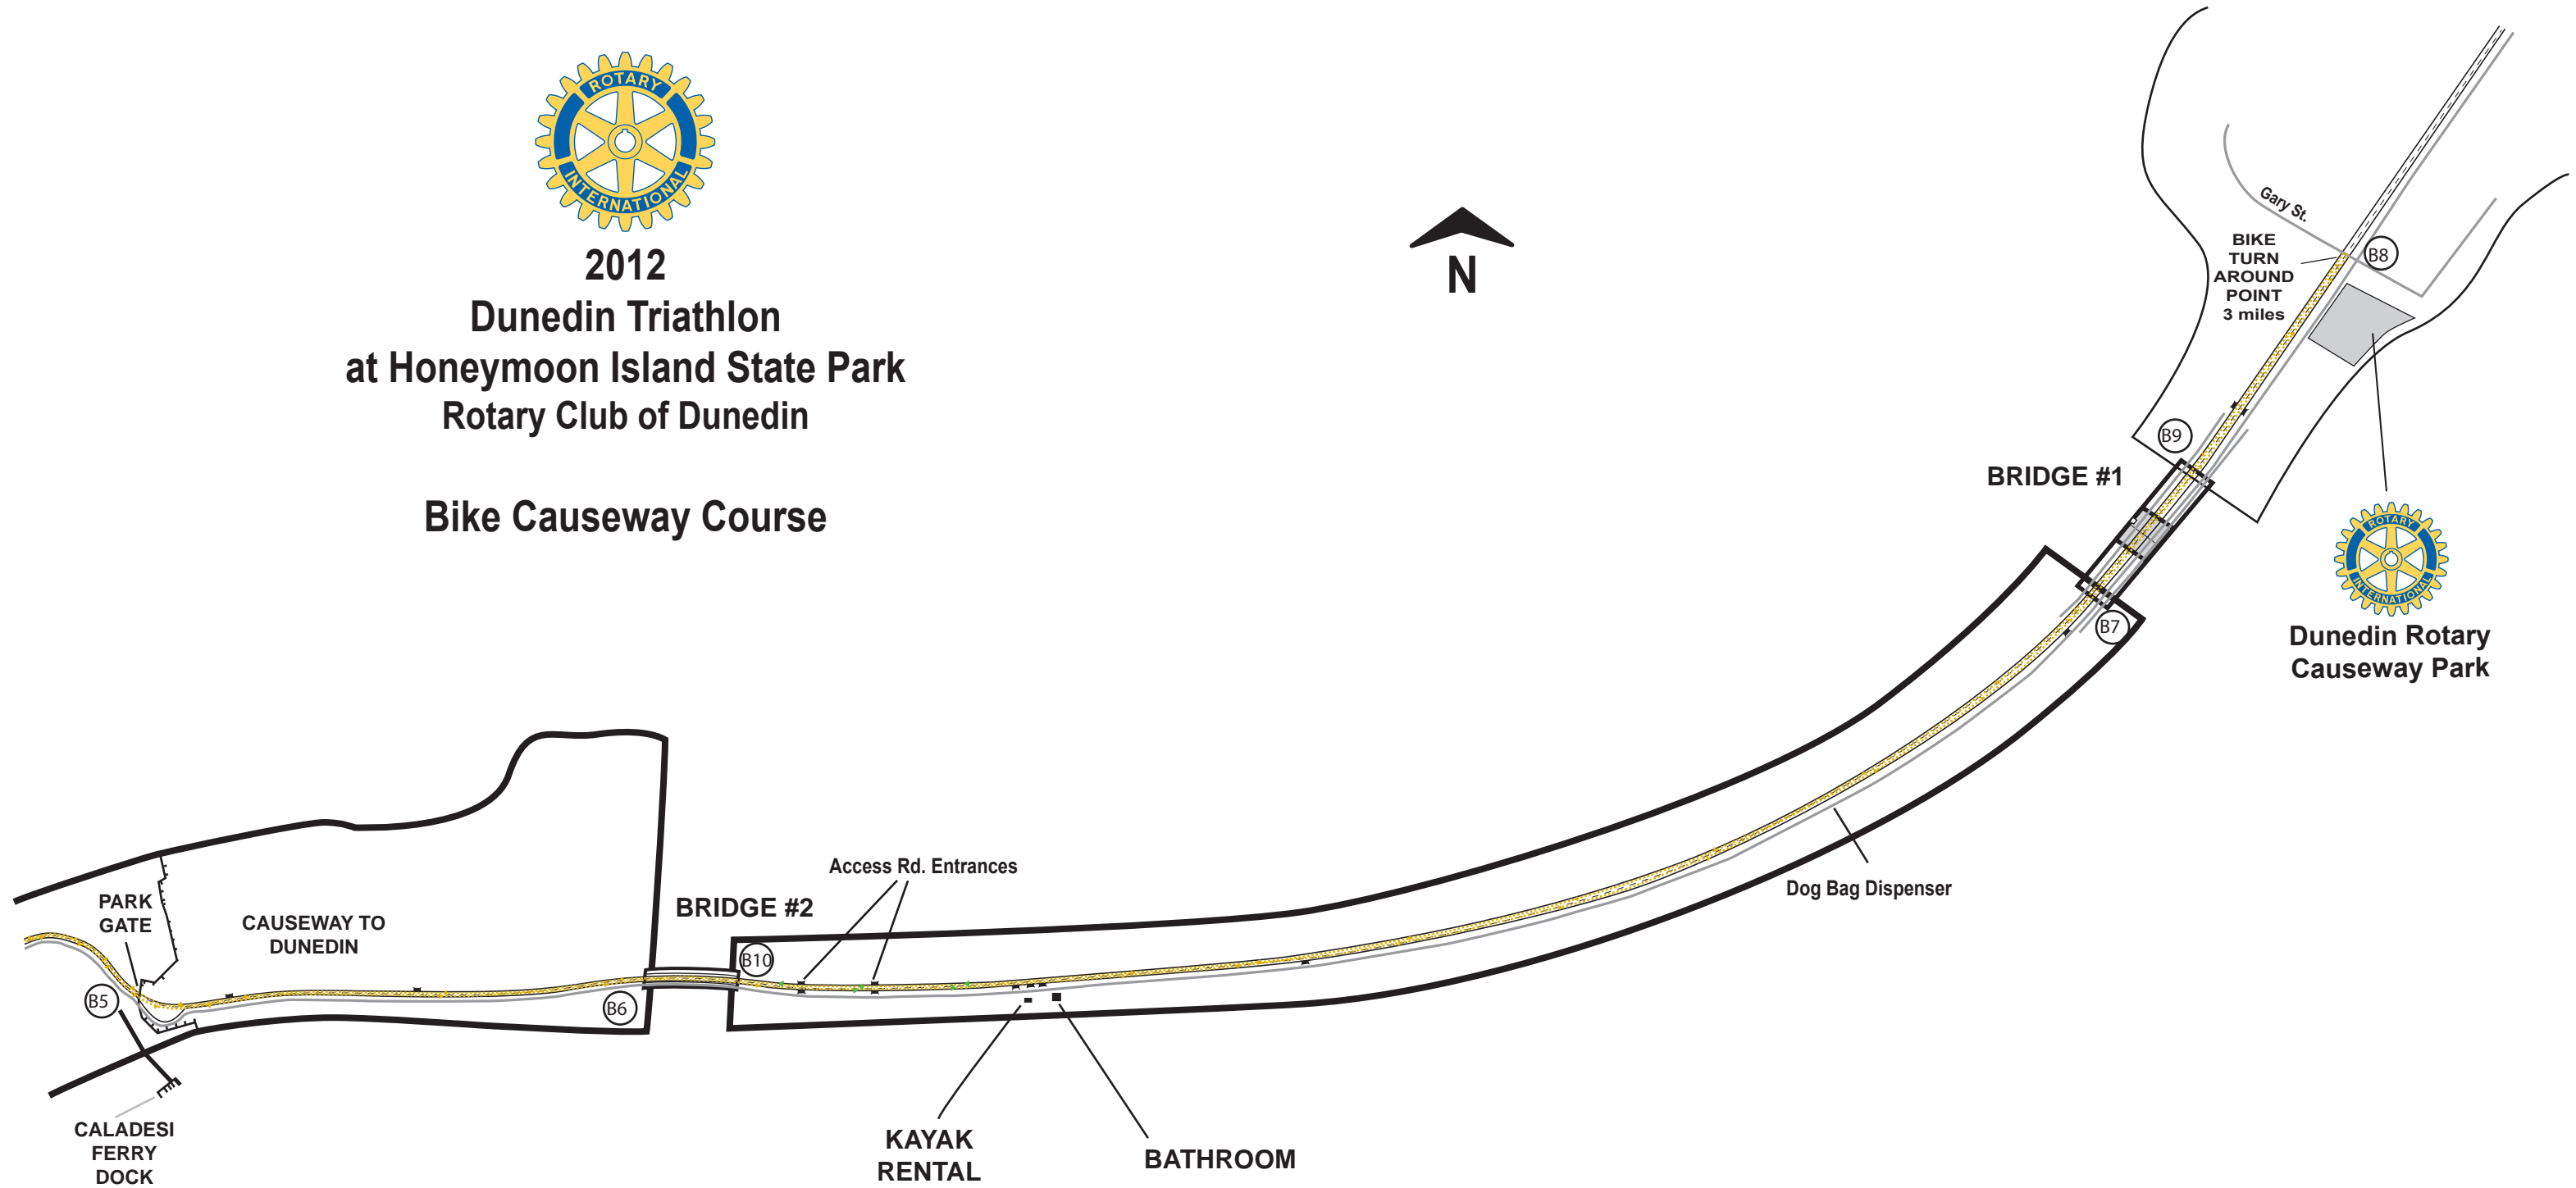 ROTARY
INTERNATIONAL
2012
Dunedin Triathlon
at Honeymoon Island State Park
Rotary Club of Dunedin
Bike Causeway Course
N
Gary St.
BIKE
TURN
AROUND
POINT
3 miles
B8
B9
BRIDGE #1
B7
ROTARY
INTERNATIONAL
Dunedin Rotary
Causeway Park
Access Rd. Entrances
Dog Bag Dispenser
BRIDGE #2
PARK
GATE
CAUSEWAY TO
DUNEDIN
B10
B5
B6
CALADESI
FERRY
DOCK
KAYAK
RENTAL
BATHROOM